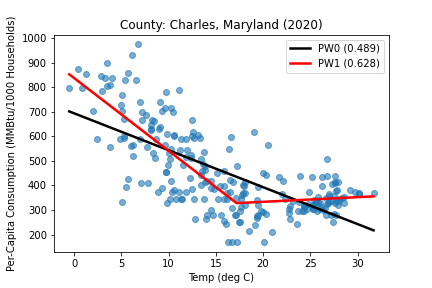 County: Charles, Maryland (2020)
PW0 (0.489)
PW1 (0.628)
Per-Capita Consumption (MMBtu/1000 Households)
1000
900
800
700
600
500
400
300
200
0 5 10 15 20 25 30
Temp (deg C)